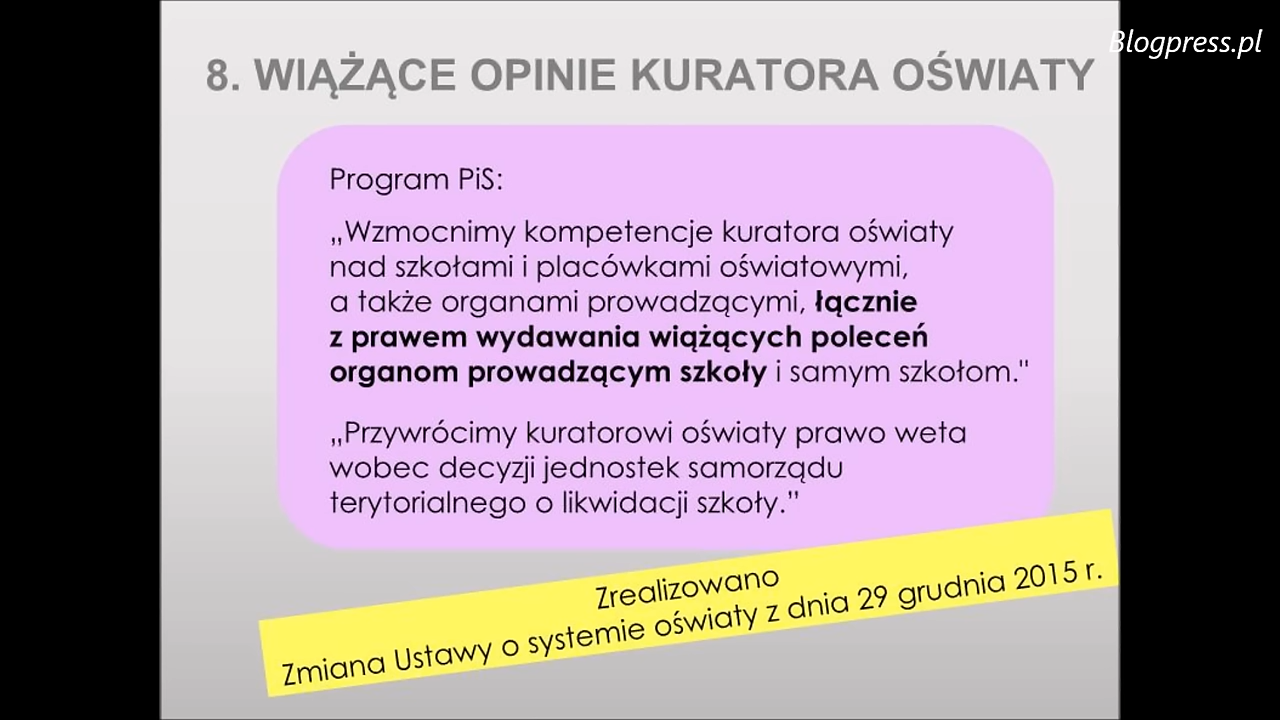 Blogpress.pl
8. WIĄŻĄCE OPINIE KURATORA OŚWIATY
Program PiS:
„Wzmocnimy kompetencje kuratora oświaty
nad szkołami i placówkami oświatowymi,
a także organami prowadzącymi, łącznie
z prawem wydawania wiążących poleceń
organom prowadzącym szkoły i samym szkołom."
„Przywrócimy kuratorowi oświaty prawo weta
wobec decyzji jednostek samorządu
terytorialnego o likwidacji szkoły.”
Zrealizowano
Zmiana Ustawy o systemie oświaty z dnia 29 grudnia 2015 r.